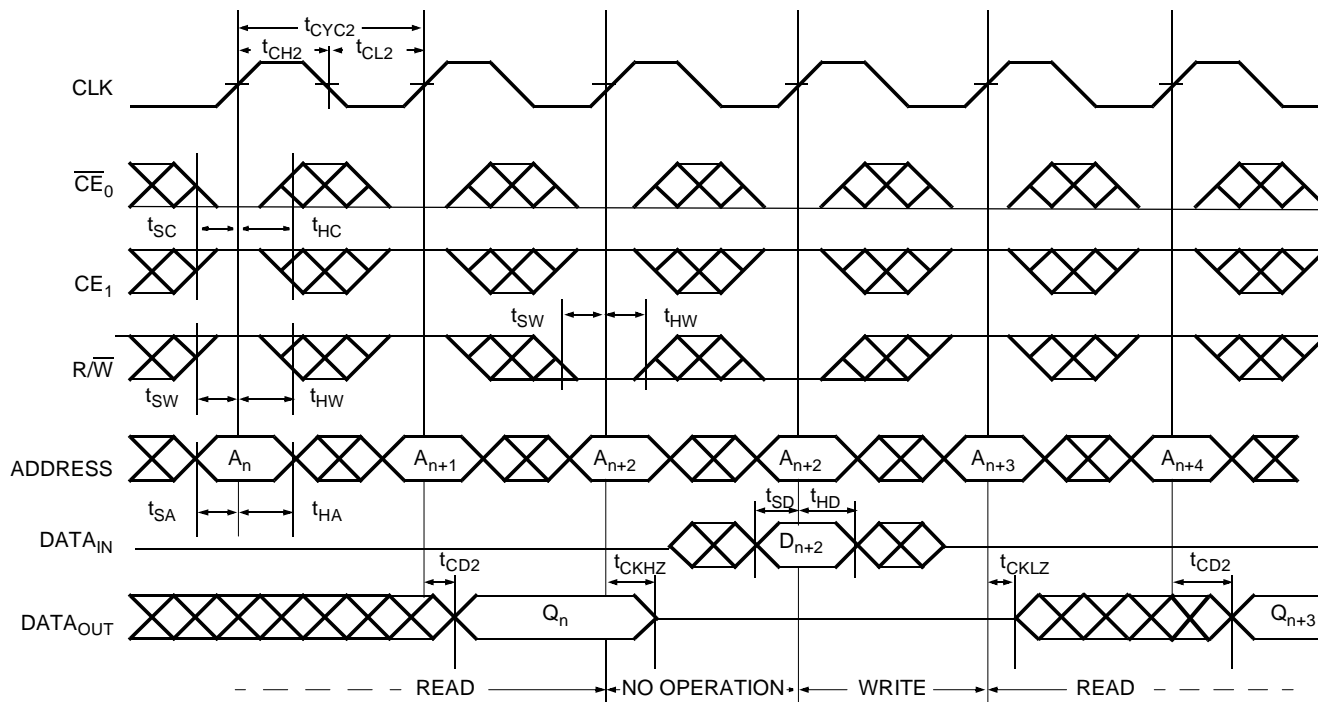 tCYC2
tCH2 tCL2
CLK
CE0
tSC tHC
CE1
tSW tHW
R/W
tSW tHW
ADDRESS An An+1 An+2 An+2 An+3 An+4
tSA tHA tSD tHD
DATAIN Dn+2
tCD2 tCKHZ tCKLZ tCD2
DATAOUT Qn Qn+3
READ NO OPERATION WRITE READ